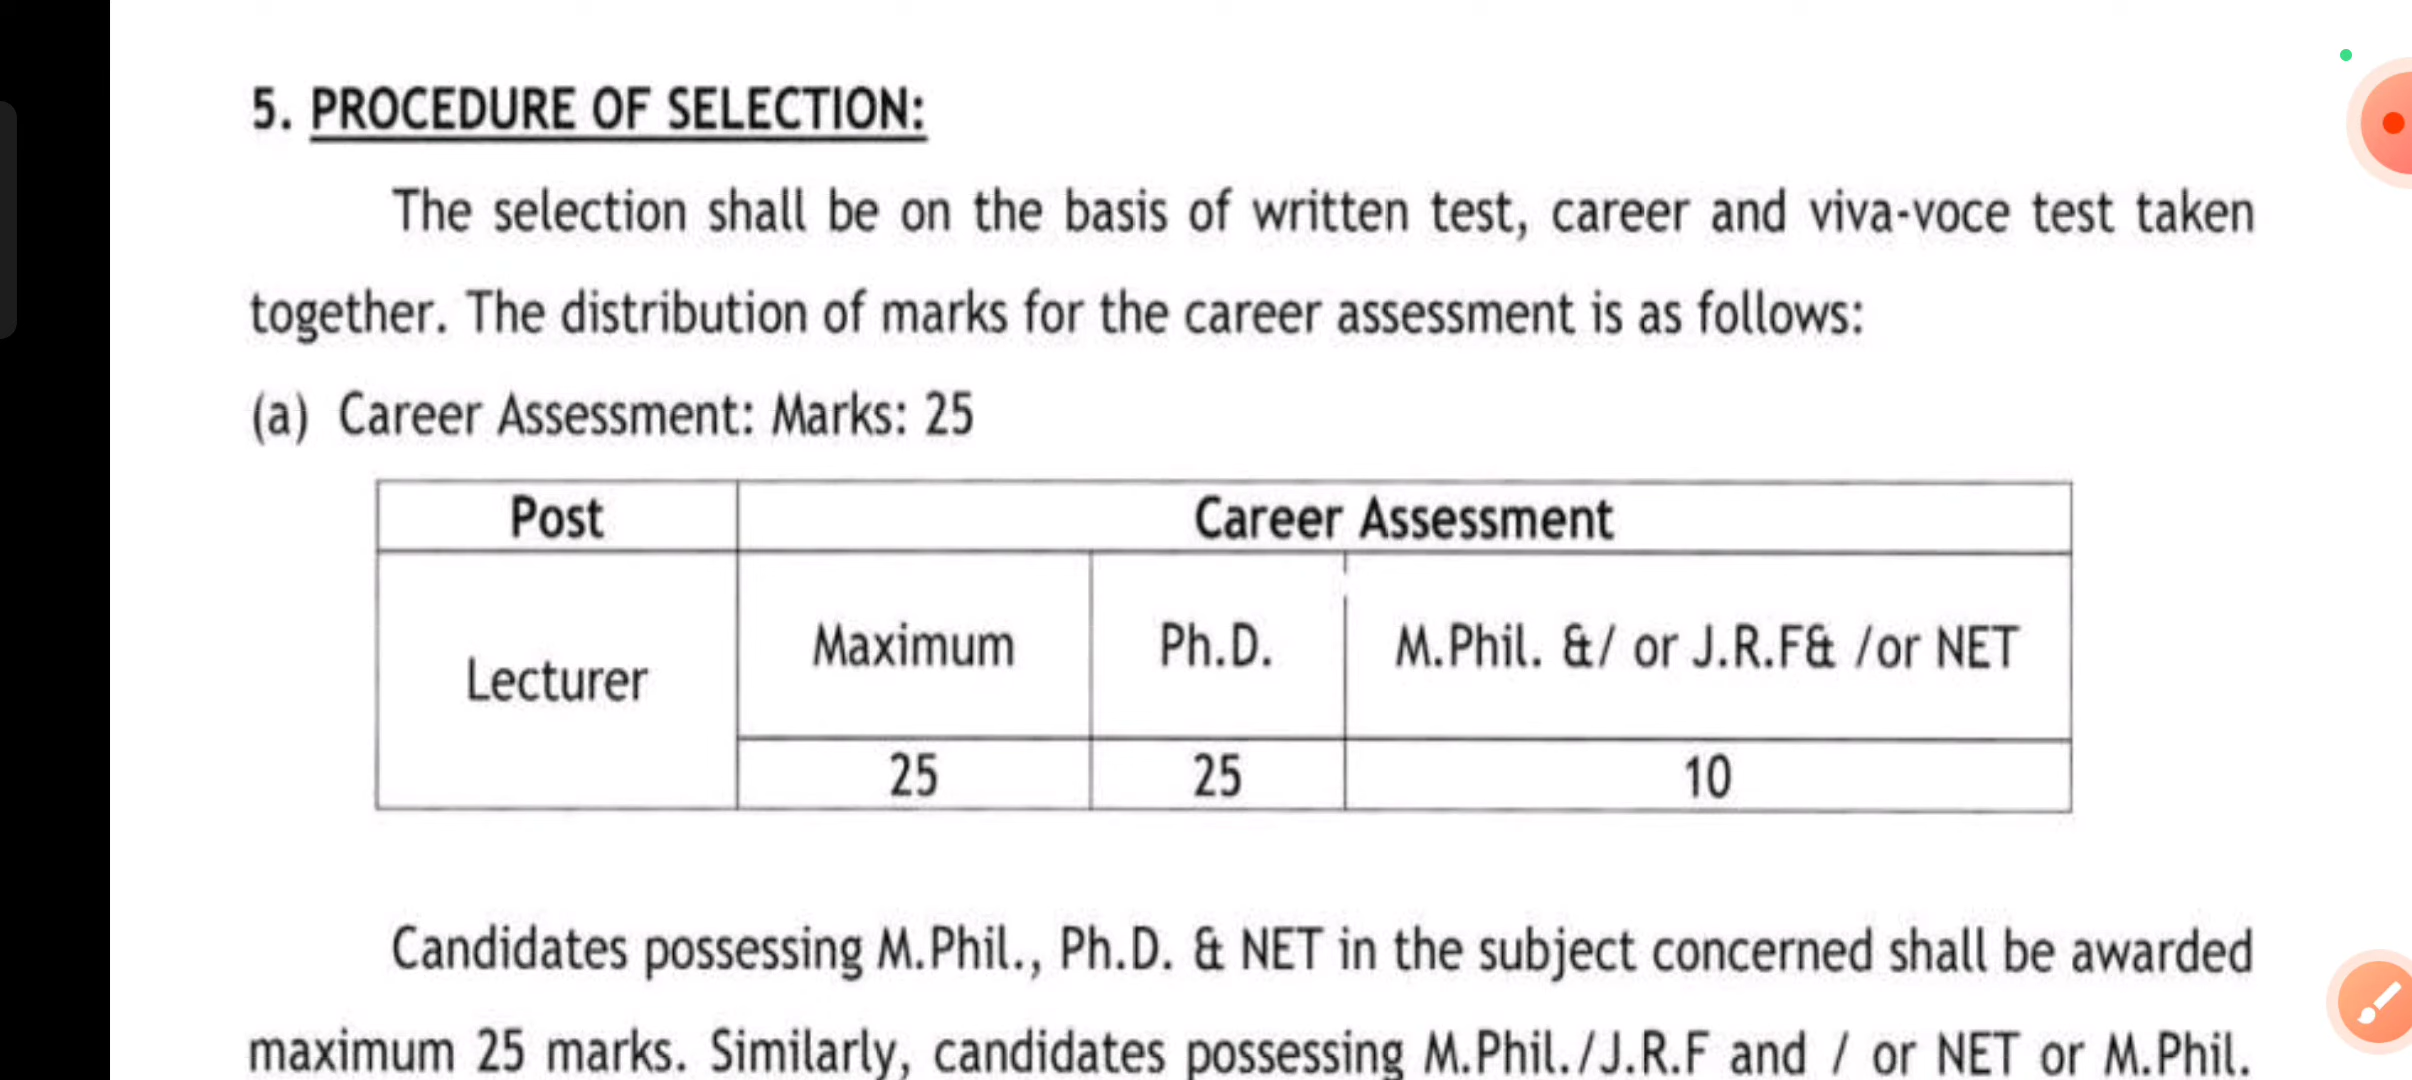 5. PROCEDURE OF SELECTION:
The selection shall be on the basis of written test, career and viva-voce test taken
together. The distribution of marks for the career assessment is as follows:
(a) Career Assessment: Marks: 25
Post Career Assessment
Lecturer Maximum Ph.D. M.Phil. &/ or J.R.F& /or NET
25 25 10
Candidates possessing M.Phil., Ph.D. & NET in the subject concerned shall be awarded
maximum 25 marks. Similarly, candidates possessing M.Phil./J.R.F and / or NET or M.Phil.